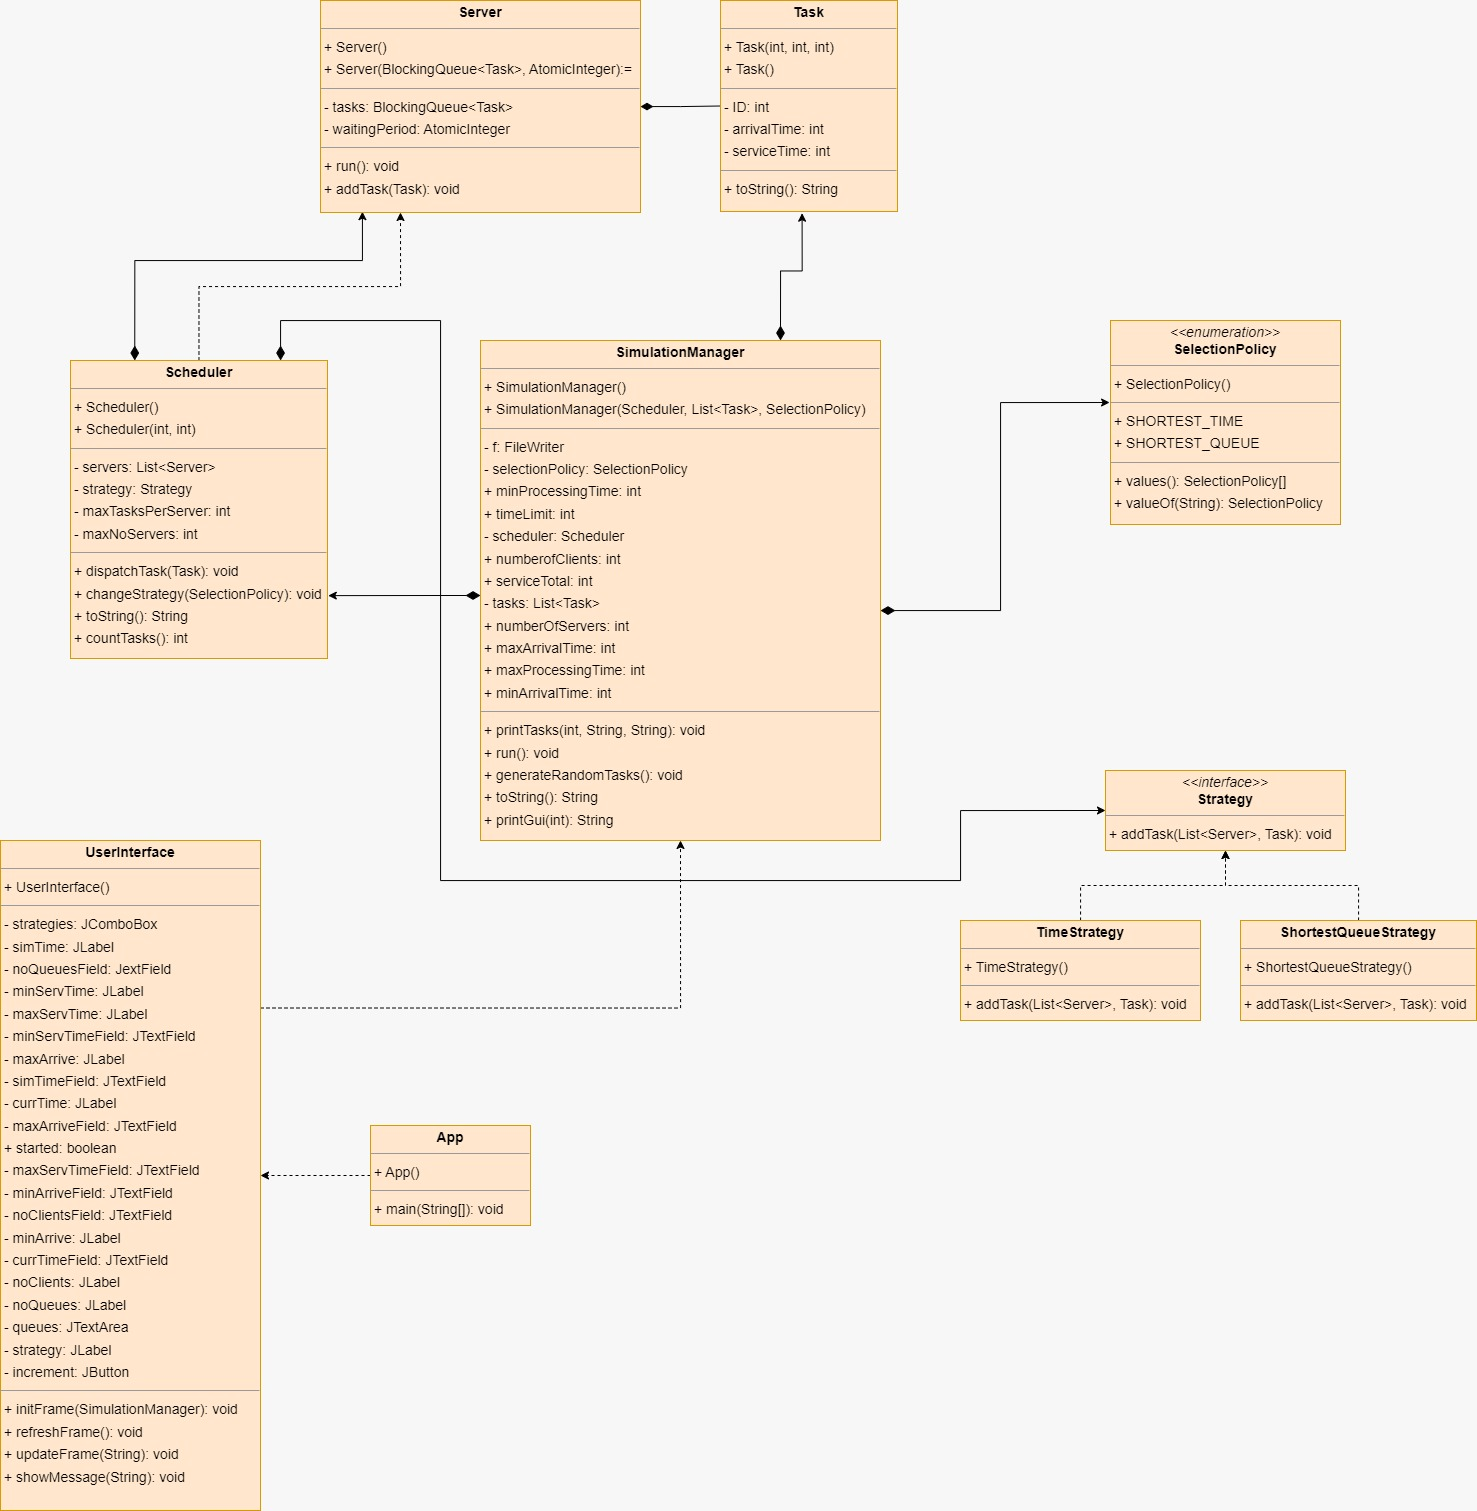 Server
+ Server()
+ Server(BlockingQueue<Task>, AtomicInteger):=
- tasks: BlockingQueue<Task>
- waitingPeriod: AtomicInteger
+ run(): void
+ addTask(Task): void
Task
+ Task(int, int, int)
+ Task()
- ID: int
- arrivalTime: int
- serviceTime: int
+ toString(): String
Scheduler
+ Scheduler()
+ Scheduler(int, int)
- servers: List<Server>
- strategy: Strategy
- maxTasksPerServer: int
- maxNoServers: int
+ dispatchTask(Task): void
+ changeStrategy(SelectionPolicy): void
+ toString(): String
+ countTasks(): int
SimulationManager
+ SimulationManager()
+ SimulationManager(Scheduler, List<Task>, SelectionPolicy)
- f: FileWriter
- selectionPolicy: SelectionPolicy
+ minProcessingTime: int
+ timeLimit: int
- scheduler: Scheduler
+ numberofClients: int
+ serviceTotal: int
- tasks: List<Task>
+ numberOfServers: int
+ maxArrivalTime: int
+ maxProcessingTime: int
+ minArrivalTime: int
+ printTasks(int, String, String): void
+ run(): void
+ generateRandomTasks(): void
+ toString(): String
+ printGui(int): String
<<enumeration>>
SelectionPolicy
+ SelectionPolicy()
+ SHORTEST_TIME
+ SHORTEST_QUEUE
+ values(): SelectionPolicy[]
+ valueOf(String): SelectionPolicy
<<interface>>
Strategy
+ addTask(List<Server>, Task): void
TimeStrategy
+ TimeStrategy()
+ addTask(List<Server>, Task): void
ShortestQueueStrategy
+ ShortestQueueStrategy()
+ addTask(List<Server>, Task): void
UserInterface
+ UserInterface()
- strategies: JComboBox
- simTime: JLabel
- noQueuesField: JextField
- minServTime: JLabel
- maxServTime: JLabel
- minServTimeField: JTextField
- maxArrive: JLabel
- simTimeField: JTextField
- currTime: JLabel
- maxArriveField: JTextField
+ started: boolean
- maxServTimeField: JTextField
- minArriveField: JTextField
- noClientsField: JTextField
- minArrive: JLabel
- currTimeField: JTextField
- noClients: JLabel
- noQueues: JLabel
- queues: JTextArea
- strategy: JLabel
- increment: JButton
+ initFrame(SimulationManager): void
+ refreshFrame(): void
+ updateFrame(String): void
+ showMessage(String): void
App
+ App()
+ main(String[]): void